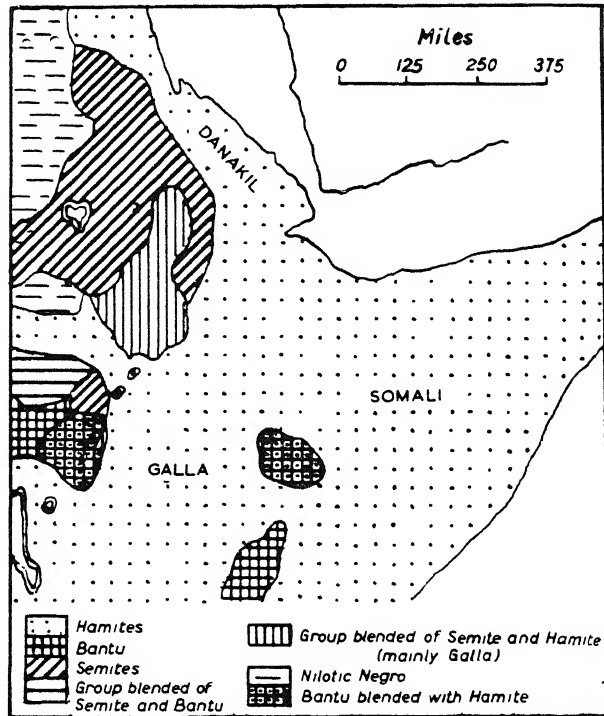 Miles
0 125 250 375
DANAKIL
SOMALI
GALLA
Hamites
Bantu
Semites
Group blended of
Semite and Bantu
Group blended of Semite and Hamite
(mainly Galla)
Nilotic Negro
Bantu blended with Hamite